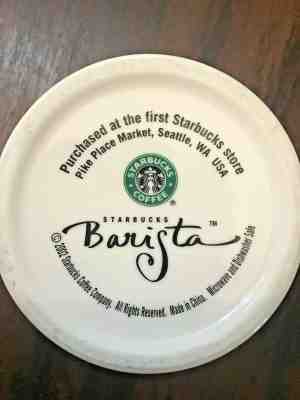 Purchased at the first Starbucks store
Pike Place Market, Seattle, WA USA
STARBUCKS
COFFEE
®
STARBUCKS
Barista™
© 2002 Starbucks Coffee Company. All Rights Reserved. Made in China. Microwave and Dishwasher Safe